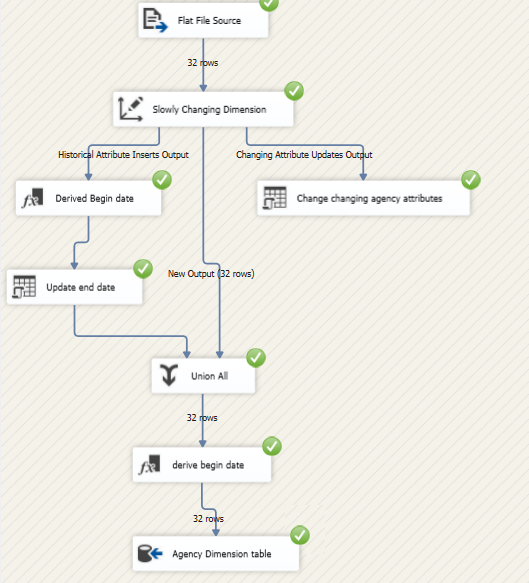 Flat File Source
32 rows
Slowly Changing Dimension
Historical Attribute Inserts Output
Changing Attribute Updates Output
Derived Begin date
Change changing agency attributes
New Output (32 rows)
Update end date
Union All
32 rows
derive begin date
32 rows
Agency Dimension table